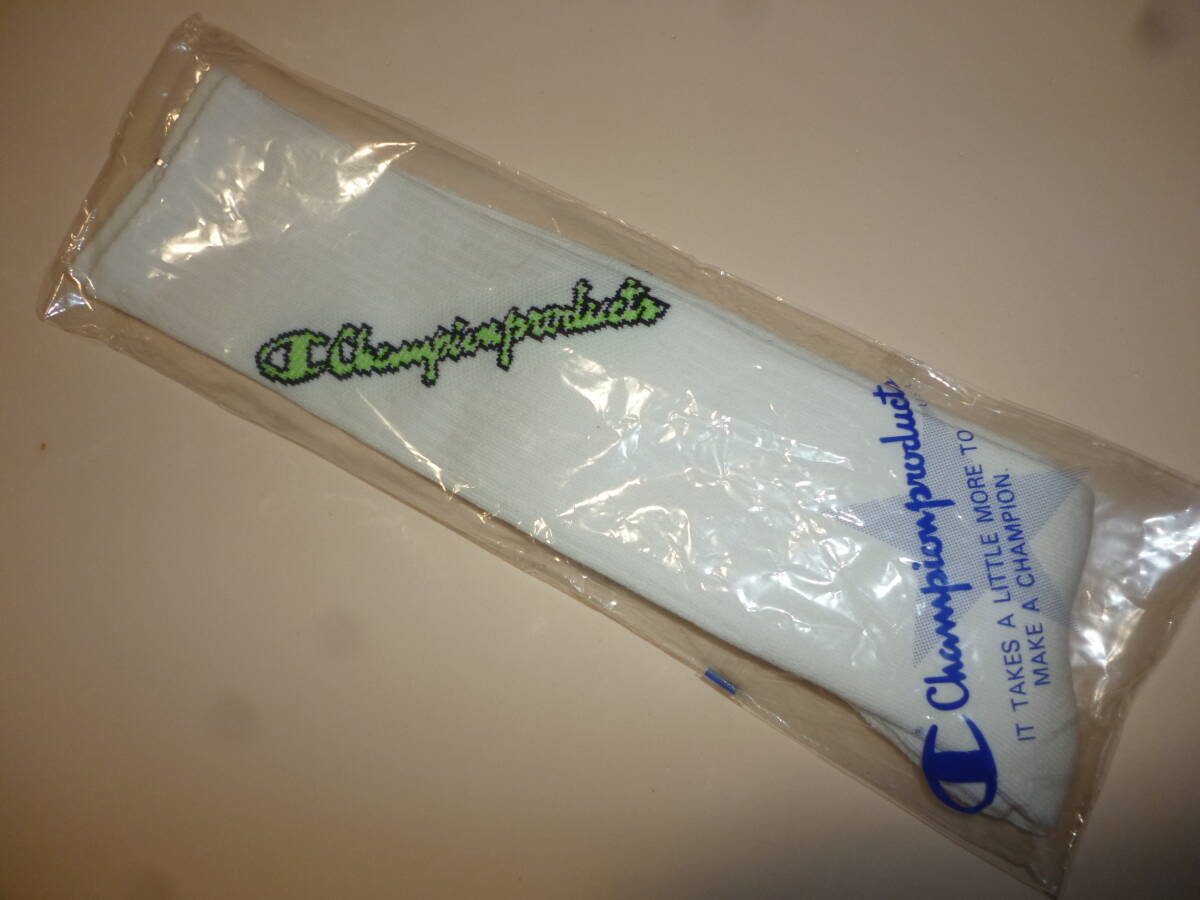 Championproducts
Championproducts
IT TAKES A LITTLE MORE TO
MAKE A CHAMPION.